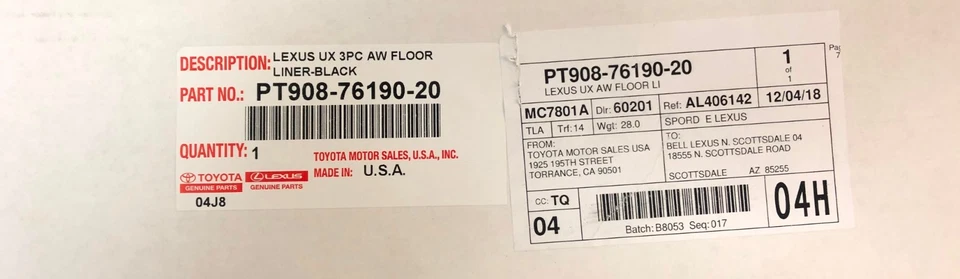 DESCRIPTION: LEXUS UX 3PC AW FLOOR
LINER-BLACK
PART NO.: PT908-76190-20
QUANTITY: 1
TOYOTA MOTOR SALES, U.S.A., INC.
MADE IN: U.S.A.
TOYOTA LEXUS
GENUINE PARTS GENUINE PARTS
04J8
PT908-76190-20
LEXUS UX AW FLOOR LI
1
of
1
MC7801A Dlr: 60201 Ref: AL406142 12/04/18
TLA Trf:14 Wgt: 28.0 SPORD E LEXUS
FROM:
TOYOTA MOTOR SALES USA
1925 195TH STREET
TORRANCE, CA 90501
TO:
BELL LEXUS N. SCOTTSDALE 04
18555 N. SCOTTSDALE ROAD
SCOTTSDALE AZ 85255
CC: TQ
04
Batch: B8053 Seq: 017
04H
Pa
7